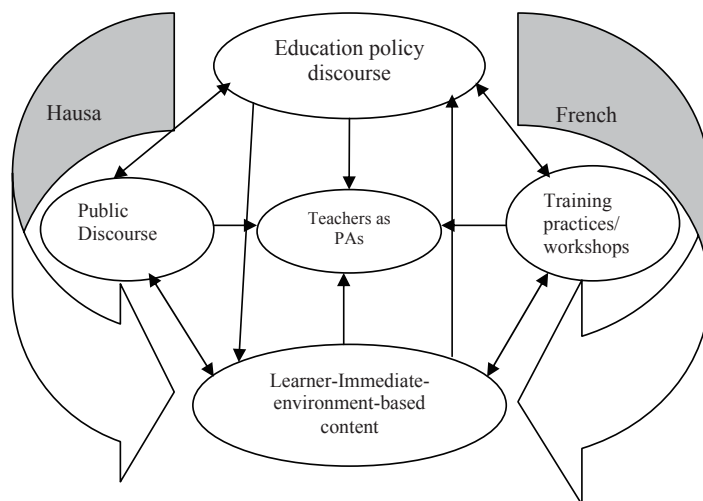 Education policy
discourse
Hausa
French
Public
Discourse
Teachers as
PAs
Training
practices/
workshops
Learner-Immediate-
environment-based
content